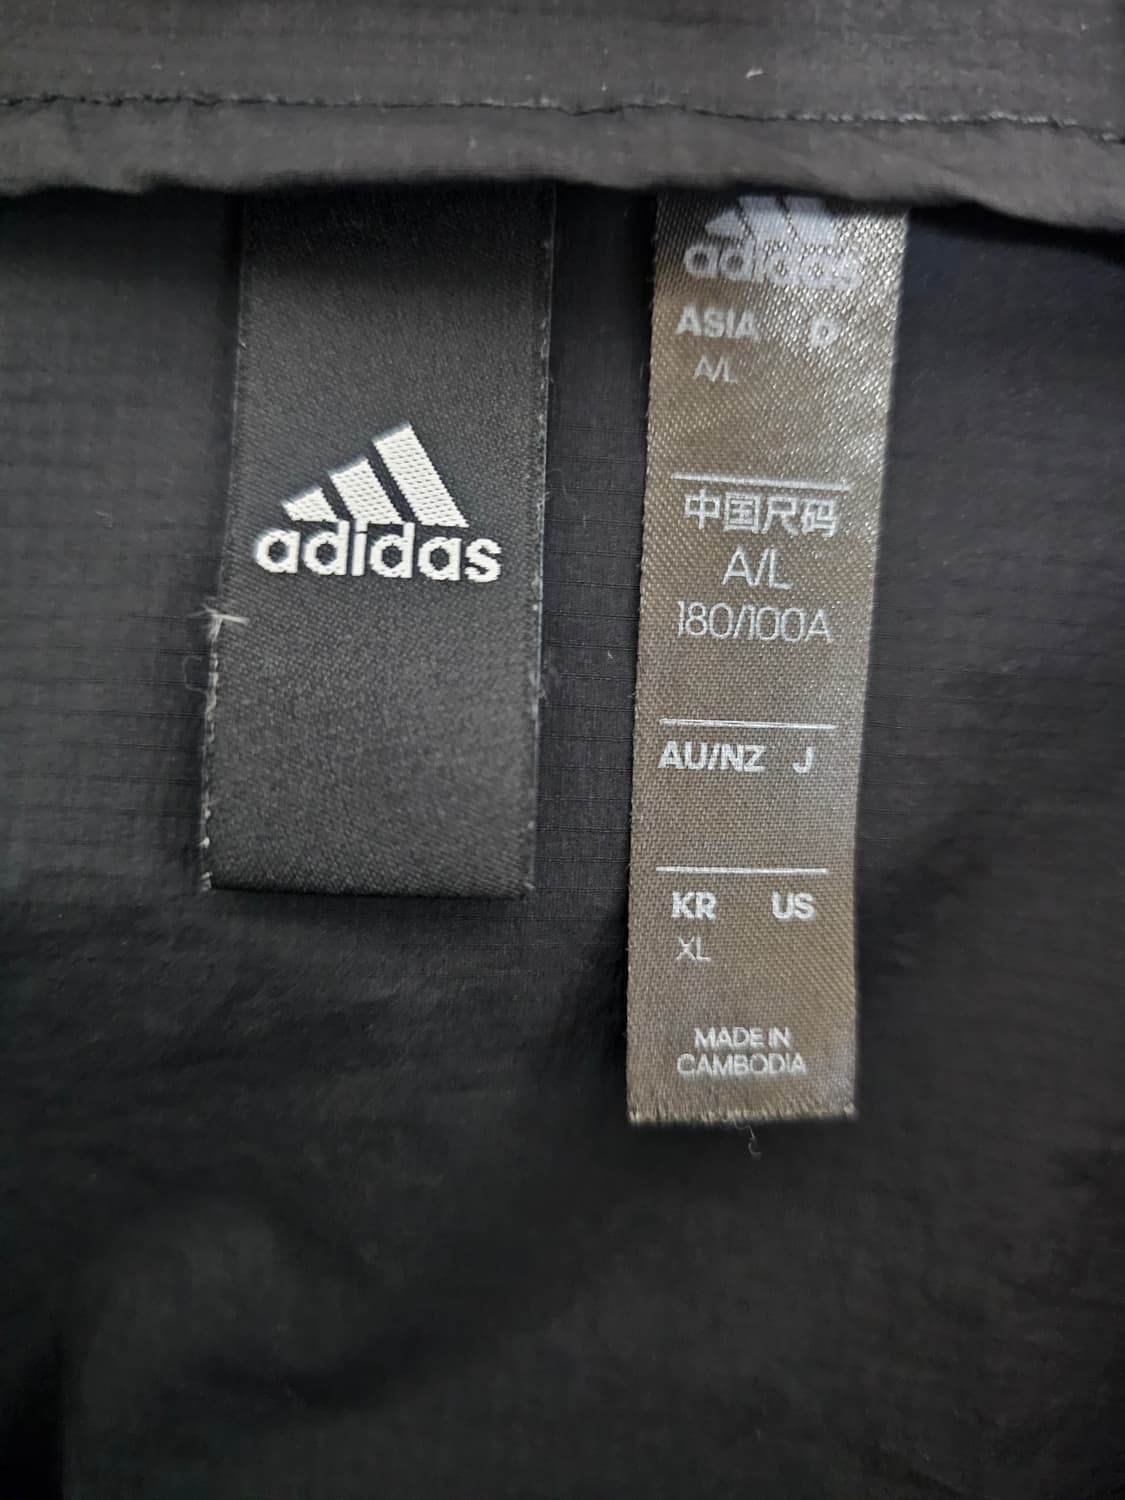 adidas
adidas
ASIA D
A/L
中国尺码
A/L
180/100A
AU/NZ J
KR US
XL
MADE IN
CAMBODIA